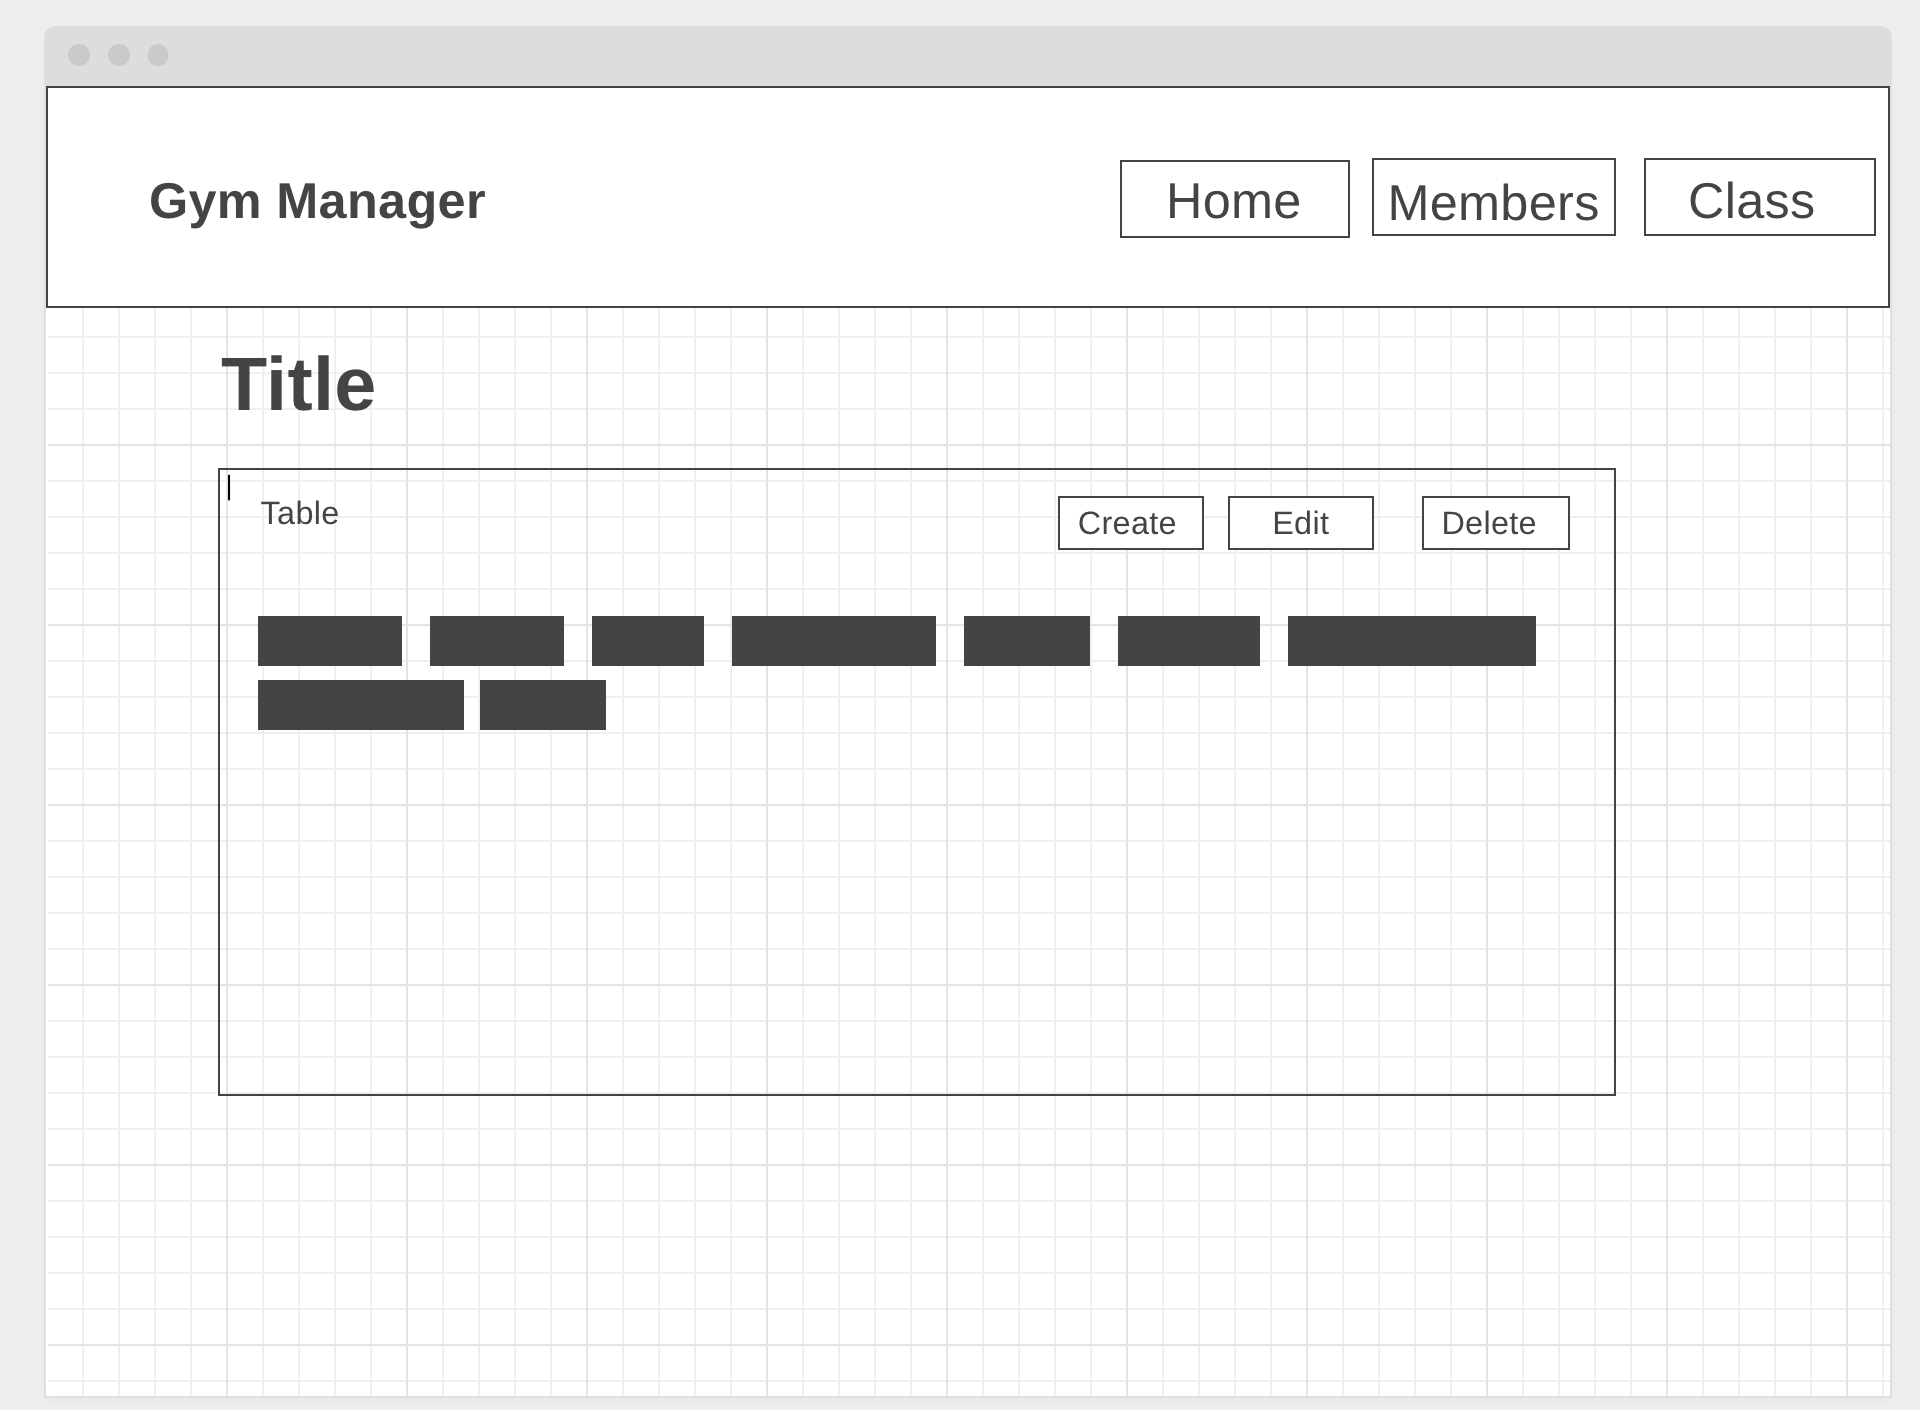 Gym Manager
Home
Members
Class
Title
Table
Create
Edit
Delete